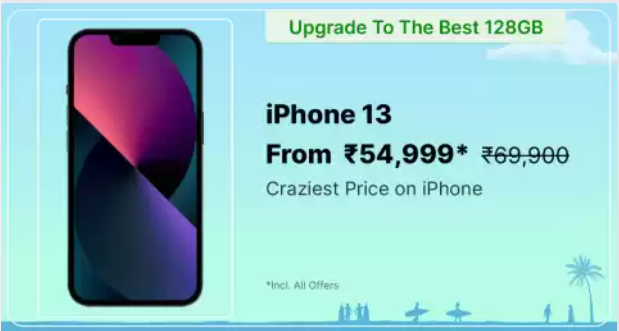 Upgrade To The Best 128GB
iPhone 13
From ₹54,999* ₹69,900
Craziest Price on iPhone
*Incl. All Offers